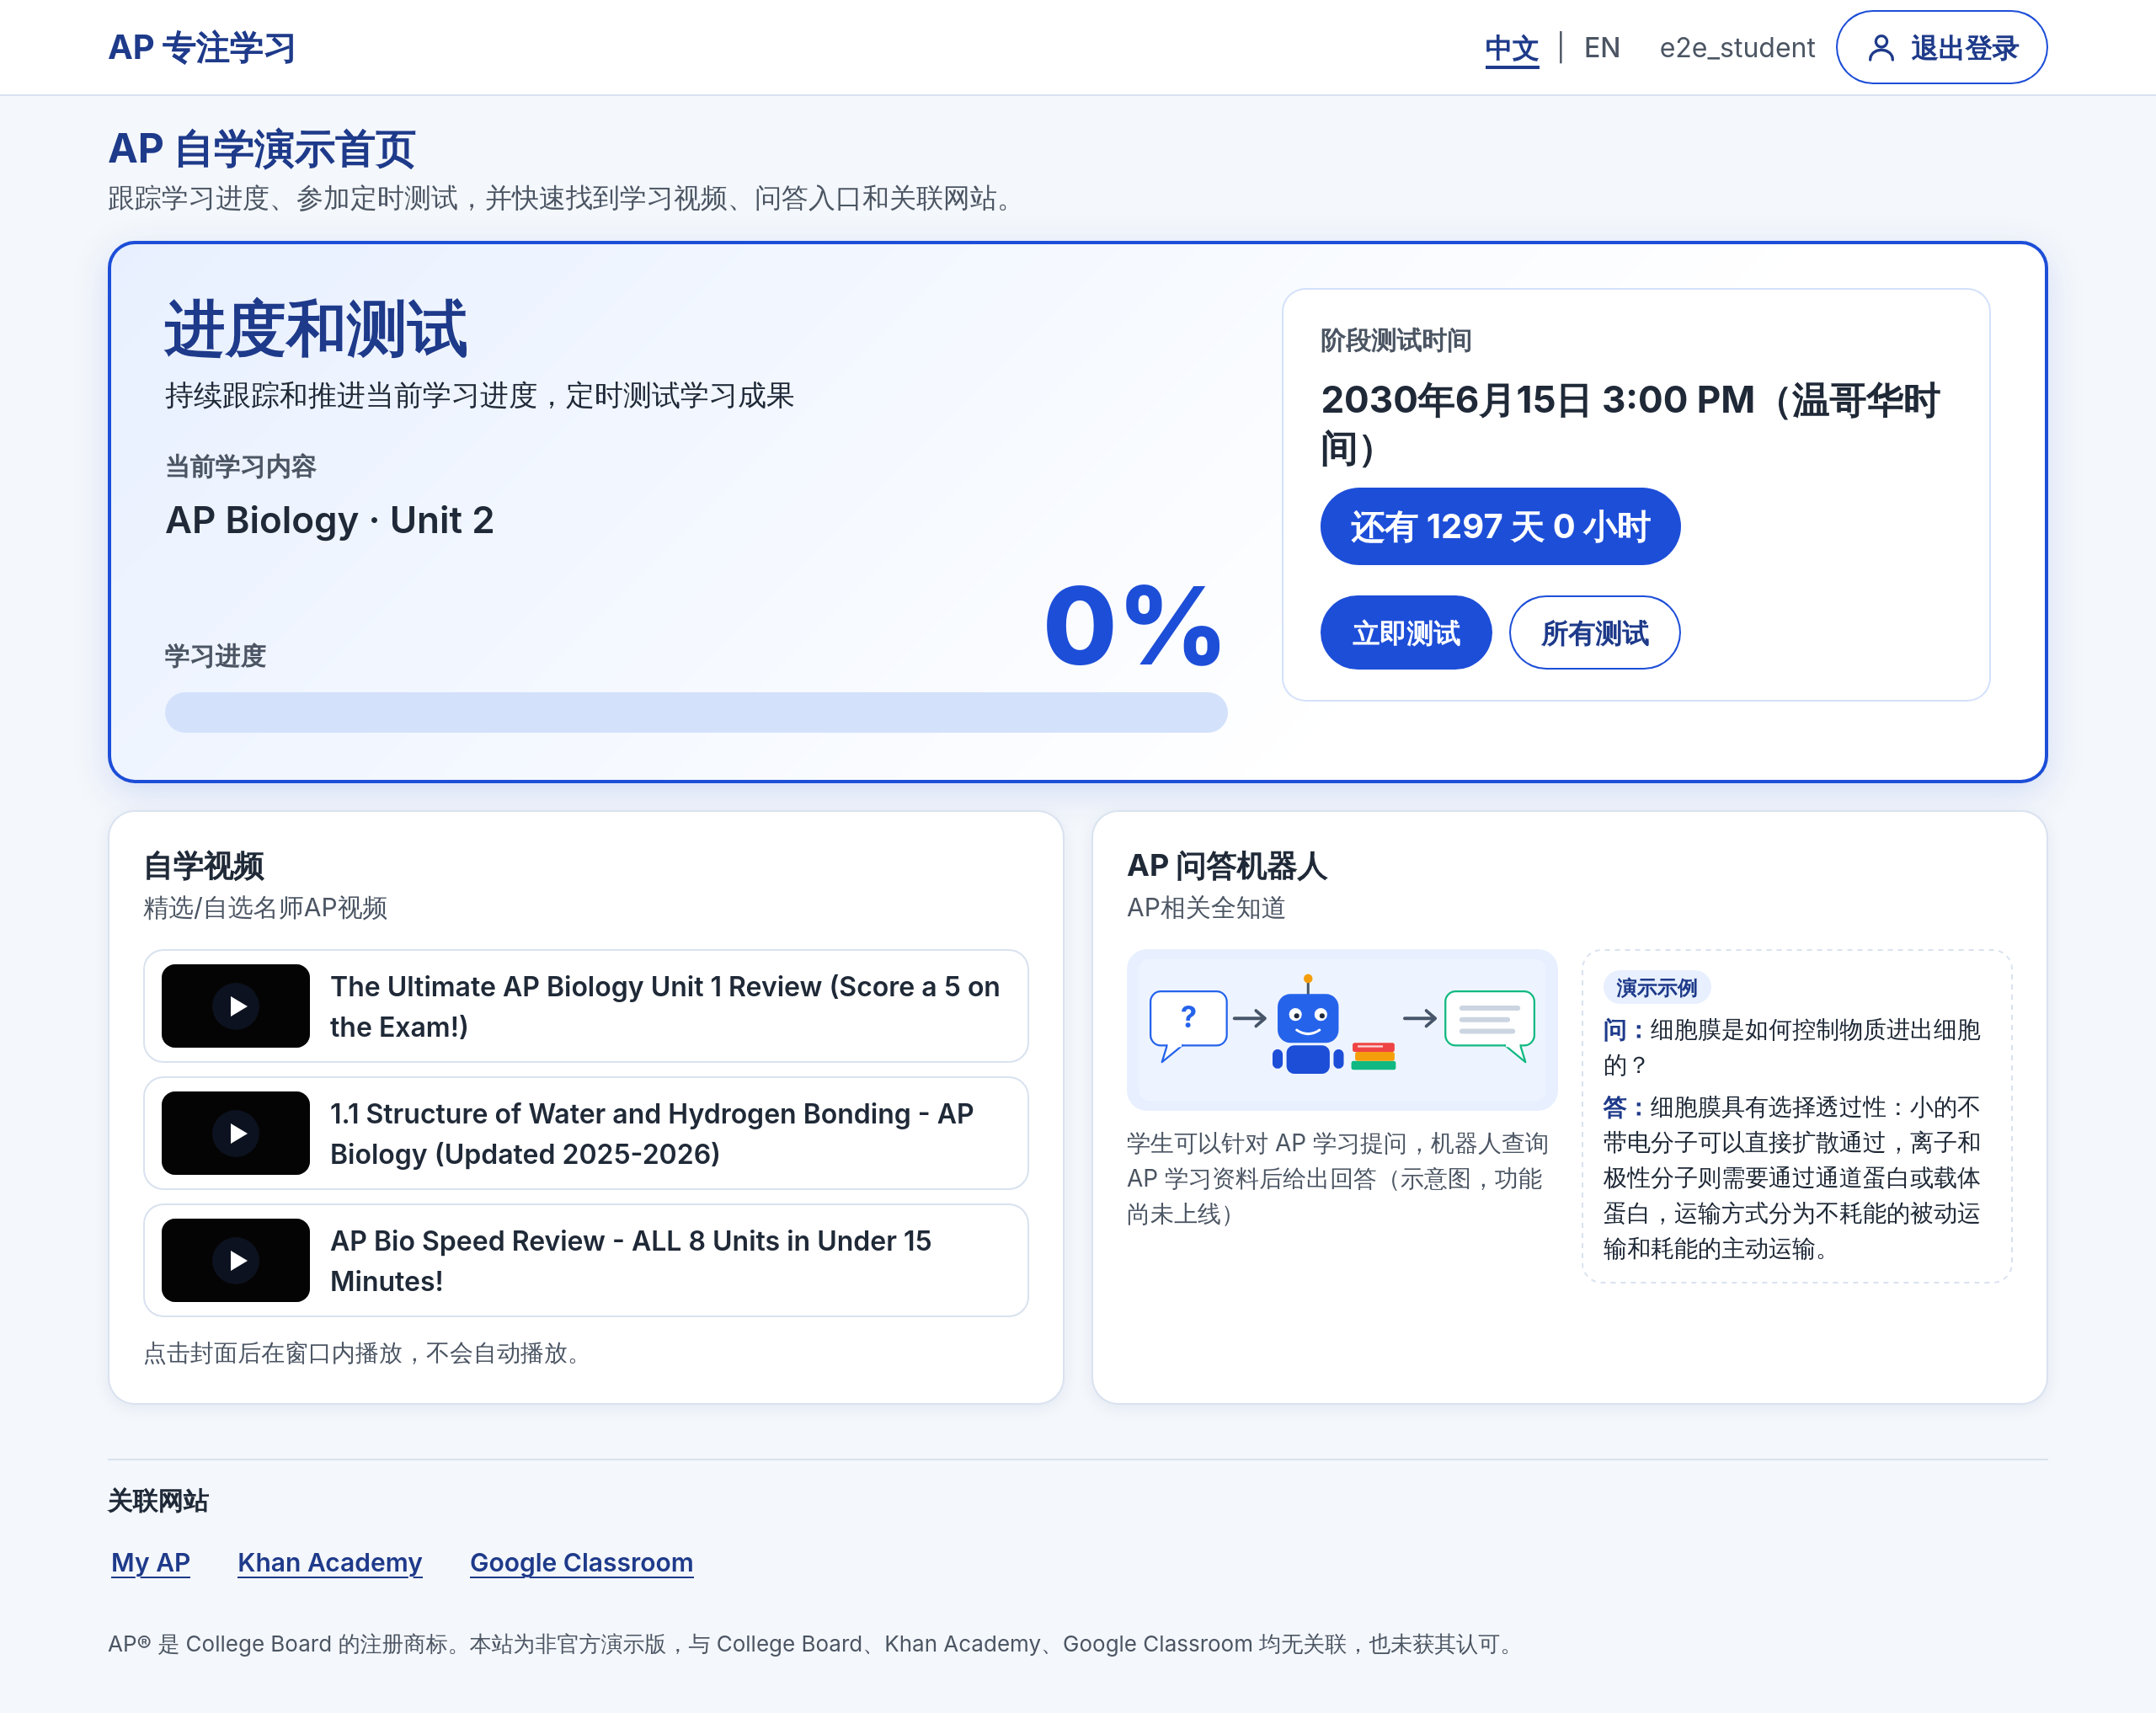 AP 专注学习
中文 | EN e2e_student 退出登录
AP 自学演示首页
跟踪学习进度、参加定时测试，并快速找到学习视频、问答入口和关联网站。
进度和测试
持续跟踪和推进当前学习进度，定时测试学习成果
当前学习内容
AP Biology · Unit 2
学习进度
0%
阶段测试时间
2030年6月15日 3:00 PM（温哥华时
间）
还有 1297 天 0 小时
立即测试
所有测试
自学视频
精选/自选名师AP视频
The Ultimate AP Biology Unit 1 Review (Score a 5 on
the Exam!)
1.1 Structure of Water and Hydrogen Bonding - AP
Biology (Updated 2025-2026)
AP Bio Speed Review - ALL 8 Units in Under 15
Minutes!
点击封面后在窗口内播放，不会自动播放。
AP 问答机器人
AP相关全知道
?
学生可以针对 AP 学习提问，机器人查询
AP 学习资料后给出回答（示意图，功能
尚未上线）
演示示例
问：细胞膜是如何控制物质进出细胞
的？
答：细胞膜具有选择透过性：小的不
带电分子可以直接扩散通过，离子和
极性分子则需要通过通道蛋白或载体
蛋白，运输方式分为不耗能的被动运
输和耗能的主动运输。
关联网站
My AP
Khan Academy
Google Classroom
AP® 是 College Board 的注册商标。本站为非官方演示版，与 College Board、Khan Academy、Google Classroom 均无关联，也未获其认可。